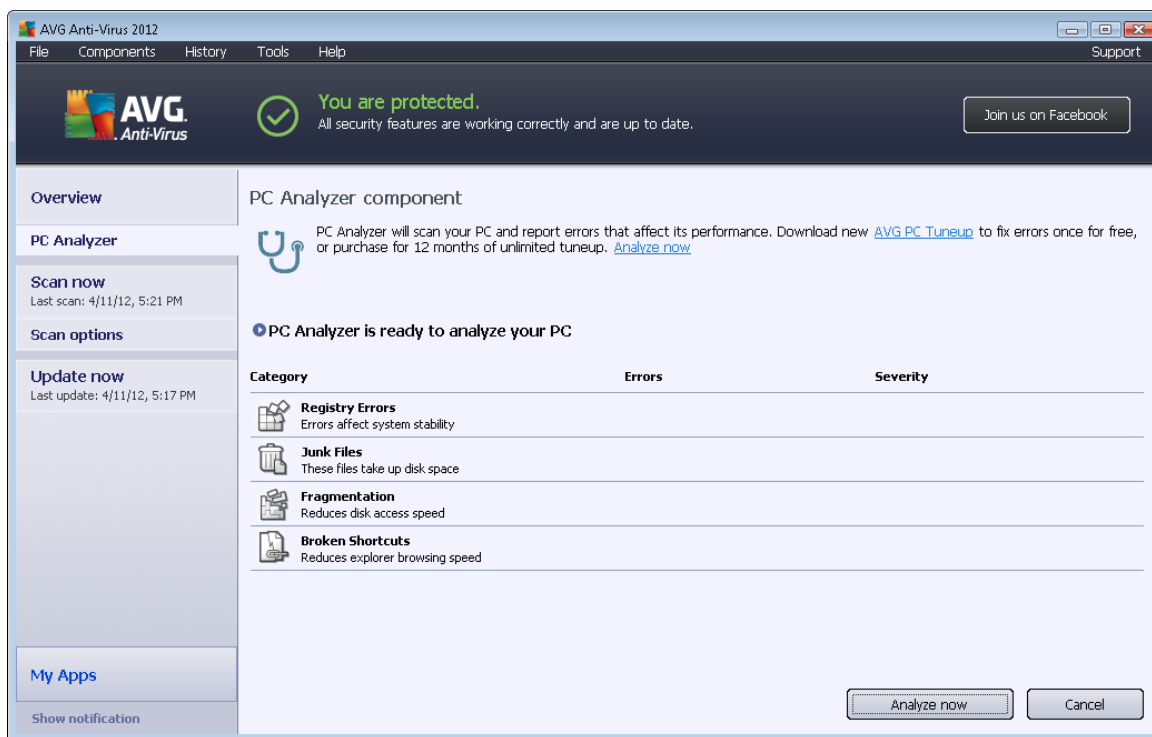 AVG Anti-Virus 2012
File Components History Tools Help Support
AVG.
Anti-Virus
You are protected.
All security features are working correctly and are up to date.
Join us on Facebook
Overview
PC Analyzer
Scan now
Last scan: 4/11/12, 5:21 PM
Scan options
Update now
Last update: 4/11/12, 5:17 PM
My Apps
Show notification
PC Analyzer component
PC Analyzer will scan your PC and report errors that affect its performance. Download new AVG PC Tuneup to fix errors once for free,
or purchase for 12 months of unlimited tuneup. Analyze now
PC Analyzer is ready to analyze your PC
Category Errors Severity
Registry Errors
Errors affect system stability
Junk Files
These files take up disk space
Fragmentation
Reduces disk access speed
Broken Shortcuts
Reduces explorer browsing speed
Analyze now Cancel